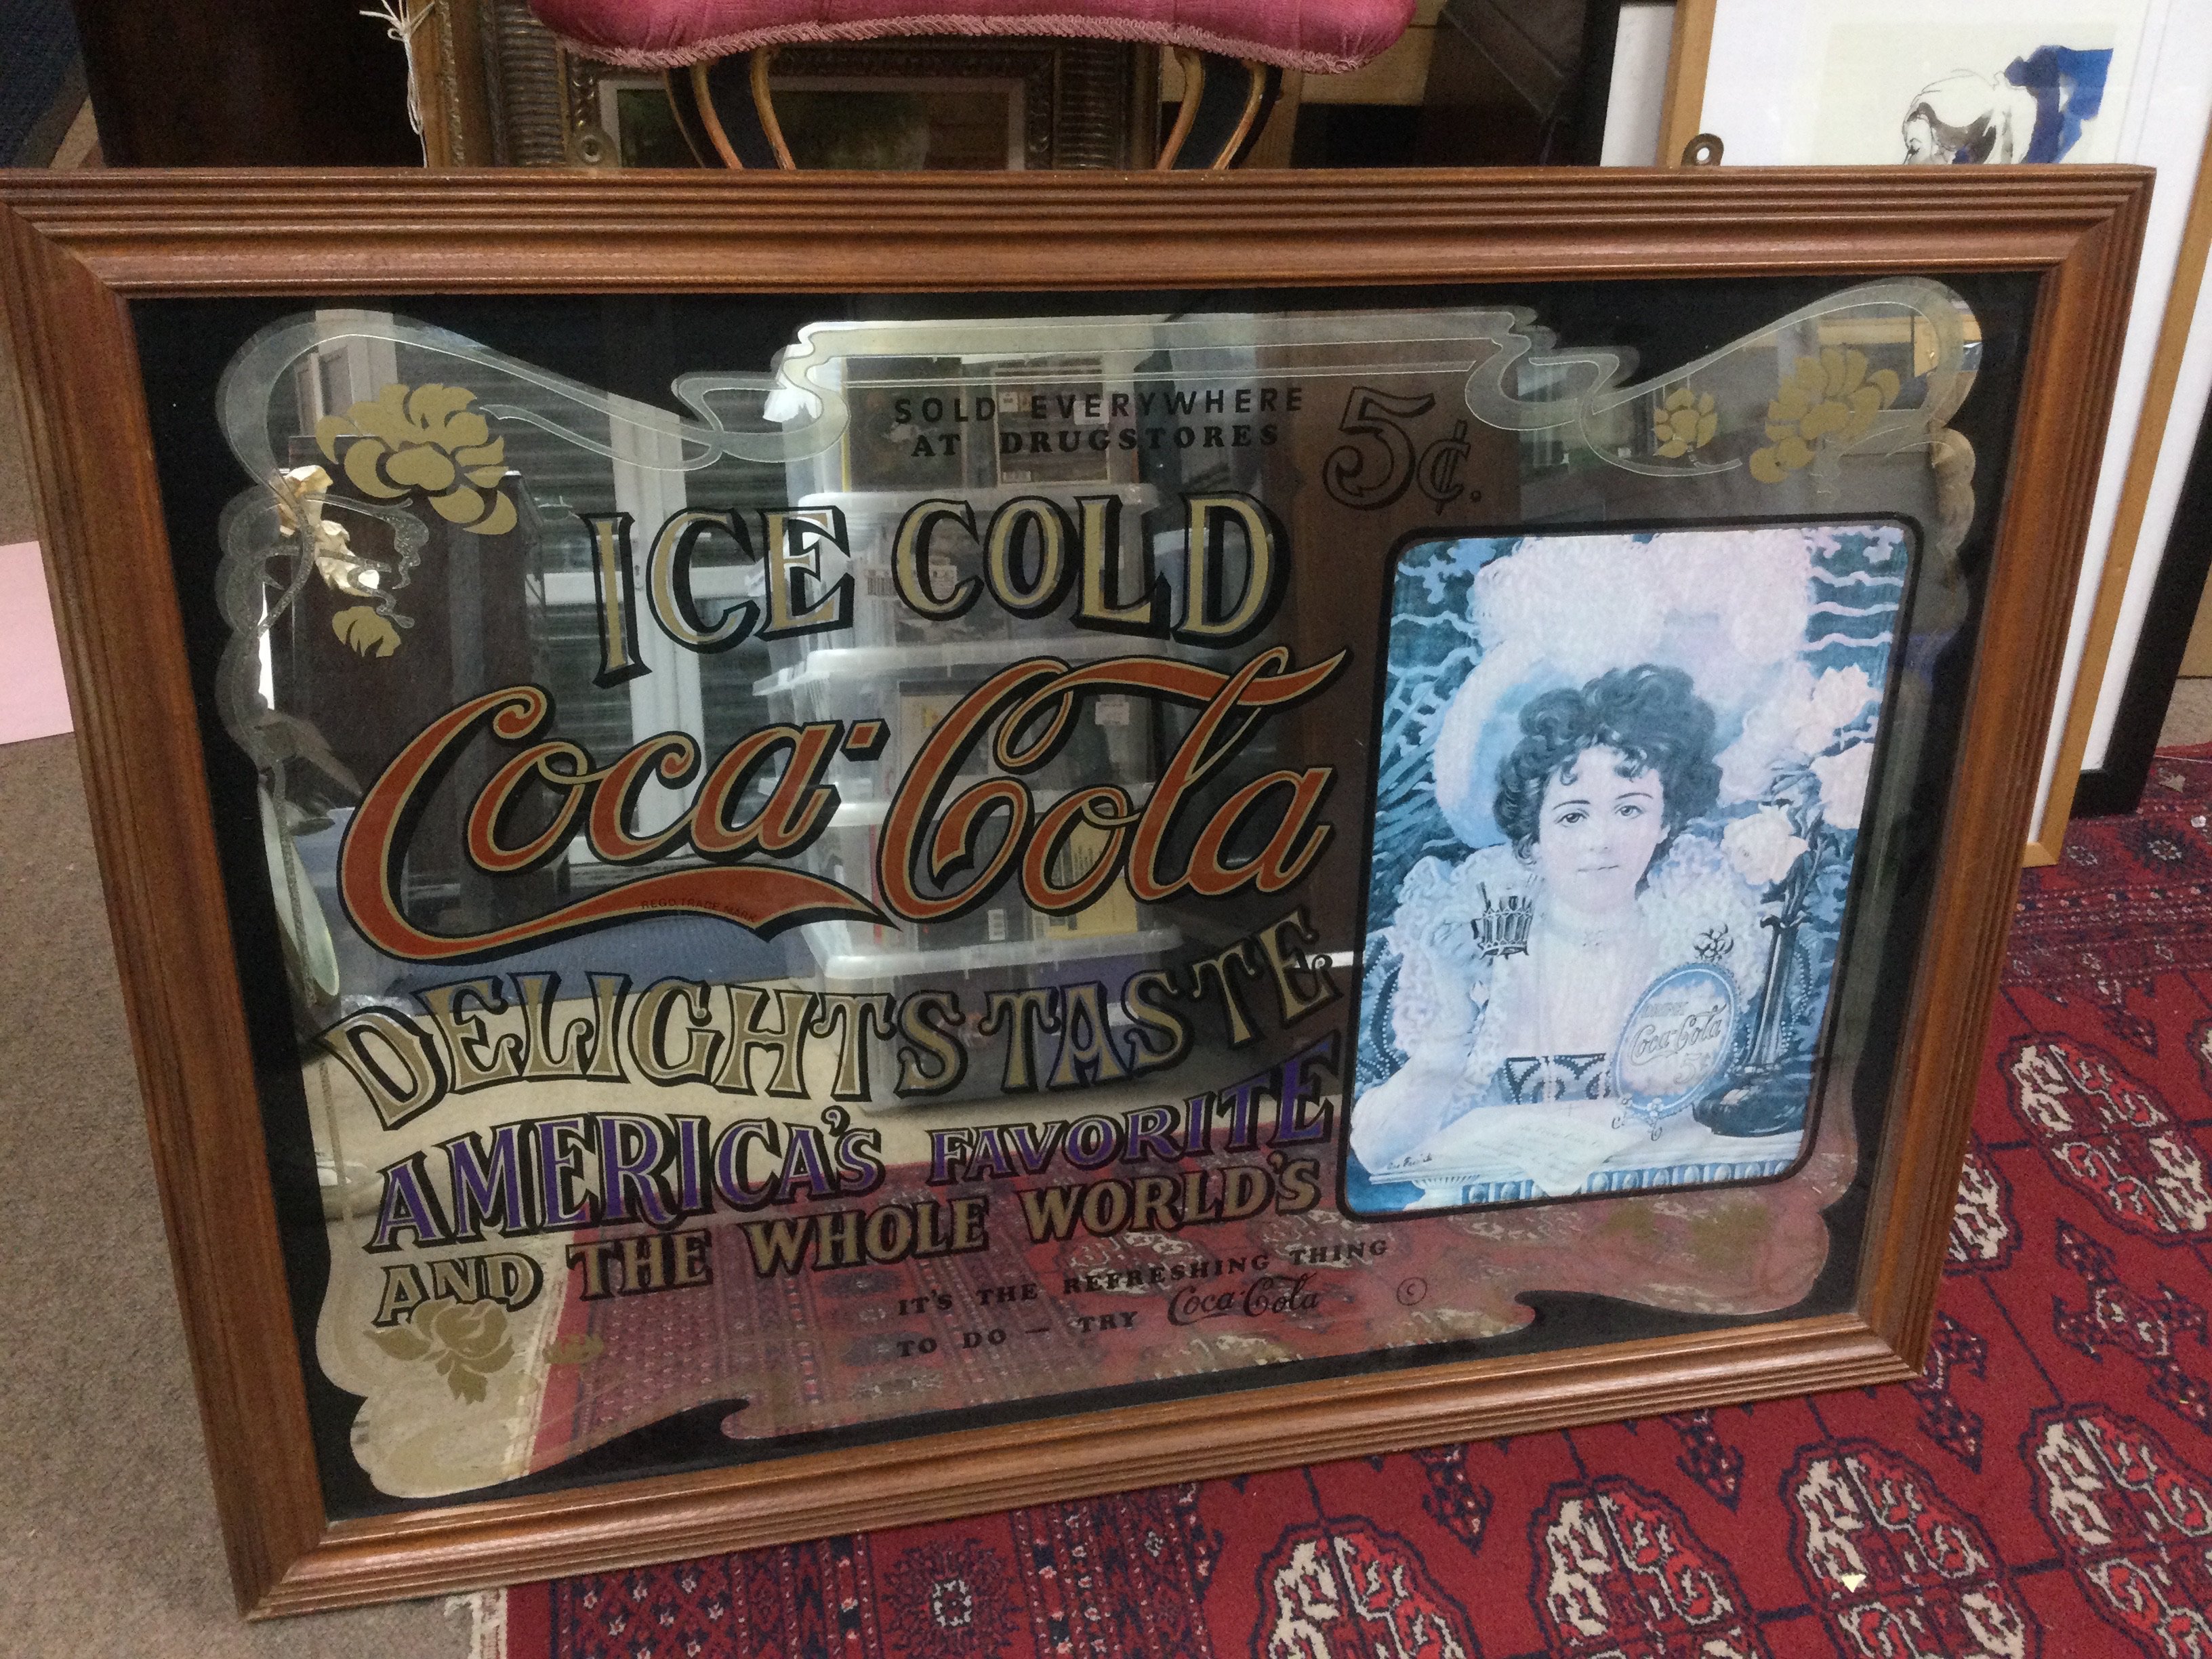 SOLD EVERYWHERE
AT DRUGSTORES
5¢.
ICE COLD
Coca-Cola
REGD. TRADE MARK
DELIGHTS TASTE
AMERICA'S FAVORITE
AND THE WHOLE WORLD'S
IT'S THE REFRESHING THING
TO DO — TRY Coca-Cola ©
Coca-Cola
5¢